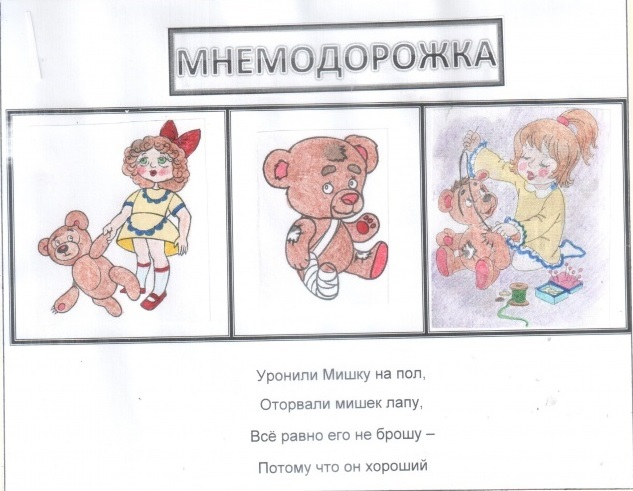 МНЕМОДОРОЖКА
Уронили Мишку на пол,
Оторвали мишек лапу,
Всё равно его не брошу –
Потому что он хороший